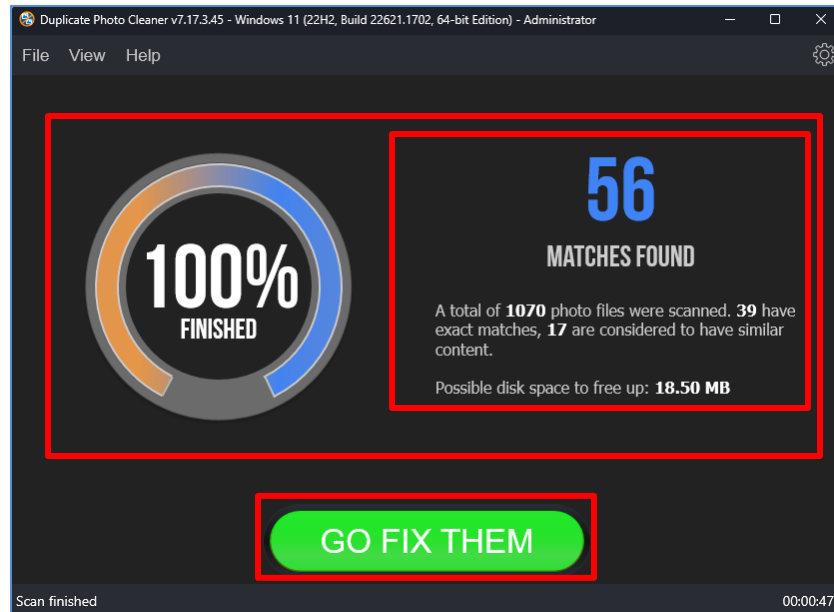 Duplicate Photo Cleaner v7.17.3.45 - Windows 11 (22H2, Build 22621.1702, 64-bit Edition) - Administrator
File View Help
100%
FINISHED
56
MATCHES FOUND
A total of 1070 photo files were scanned. 39 have
exact matches, 17 are considered to have similar
content.
Possible disk space to free up: 18.50 MB
GO FIX THEM
Scan finished
00:00:47